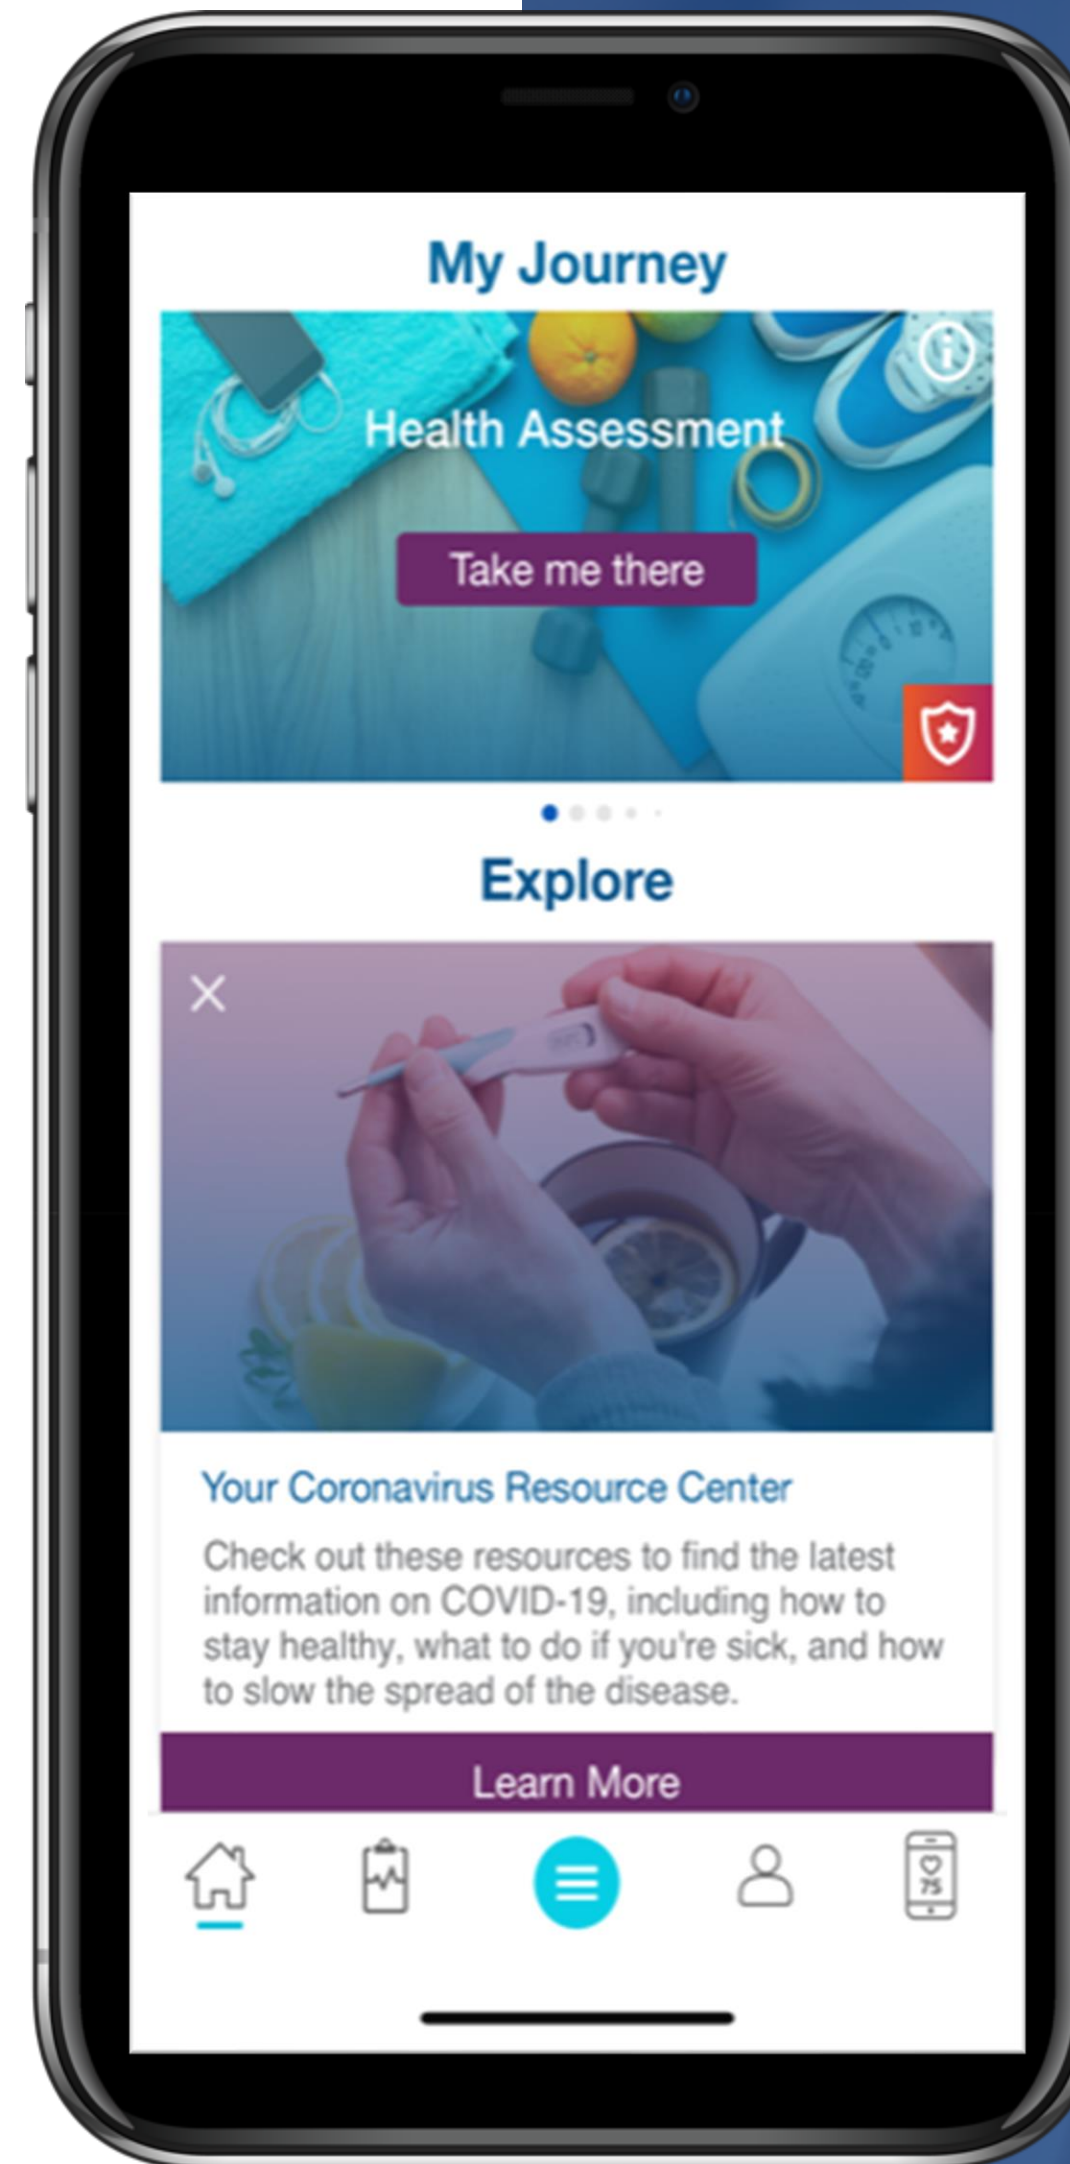 My Journey
Health Assessment
Take me there
Explore
Your Coronavirus Resource Center
Check out these resources to find the latest
information on COVID-19, including how to
stay healthy, what to do if you're sick, and how
to slow the spread of the disease.
Learn More
75